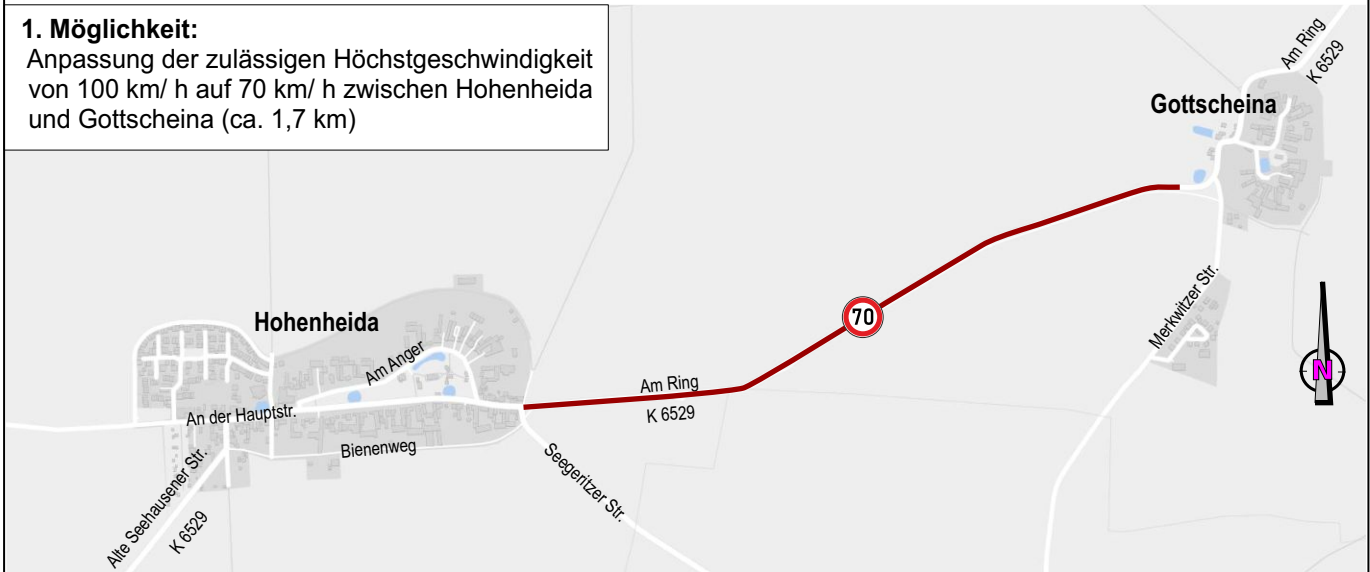 1. Möglichkeit:
Anpassung der zulässigen Höchstgeschwindigkeit
von 100 km/ h auf 70 km/ h zwischen Hohenheida
und Gottscheina (ca. 1,7 km)
Am Ring
K 6529
Gottscheina
Merkwitzer Str.
70
N
Hohenheida
Am Anger
An der Hauptstr.
Am Ring
K 6529
Bienenweg
Seegeritzer Str.
Alte Seehausener Str.
K 6529